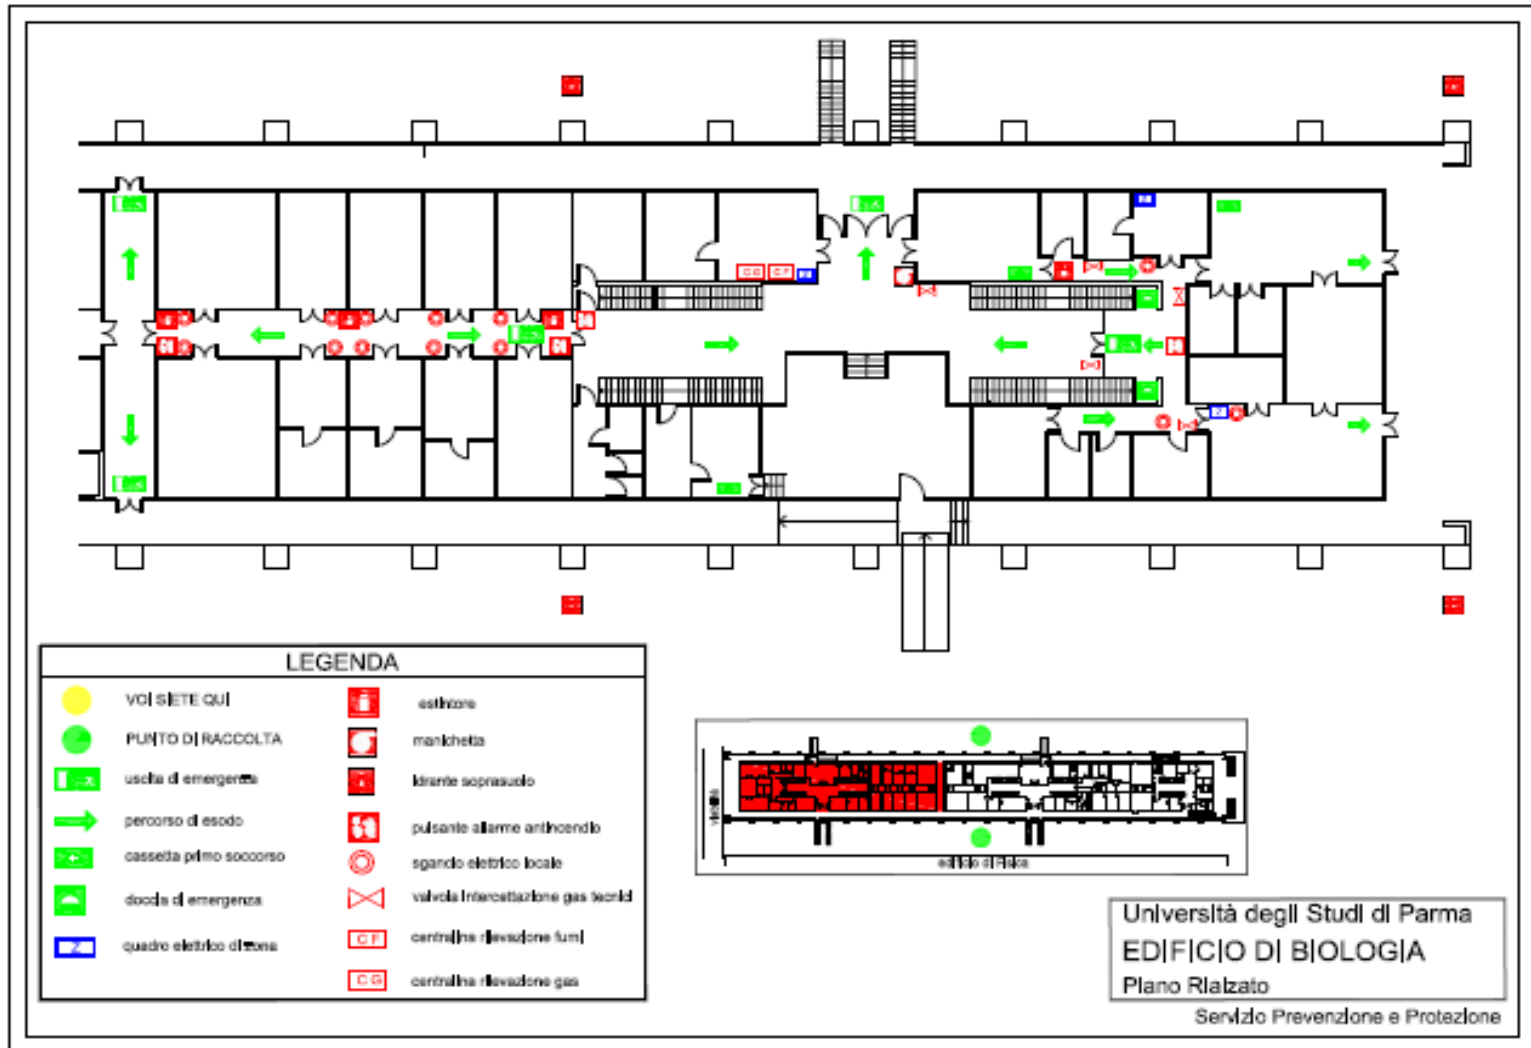 CG CF Z
Z
Z
LEGENDA
VOI SIETE QUI
PUNTO DI RACCOLTA
uscita di emergenza
percorso di esodo
cassetta primo soccorso
doccia di emergenza
Z quadro elettrico di zona
estintore
manichetta
idrante soprasuolo
pulsante allarme antincendio
sgancio elettrico locale
valvola intercettazione gas tecnici
CF centralina rilevazione fumi
CG centralina rilevazione gas
edificio di Fisica
Università degli Studi di Parma
EDIFICIO DI BIOLOGIA
Piano Rialzato
Servizio Prevenzione e Protezione